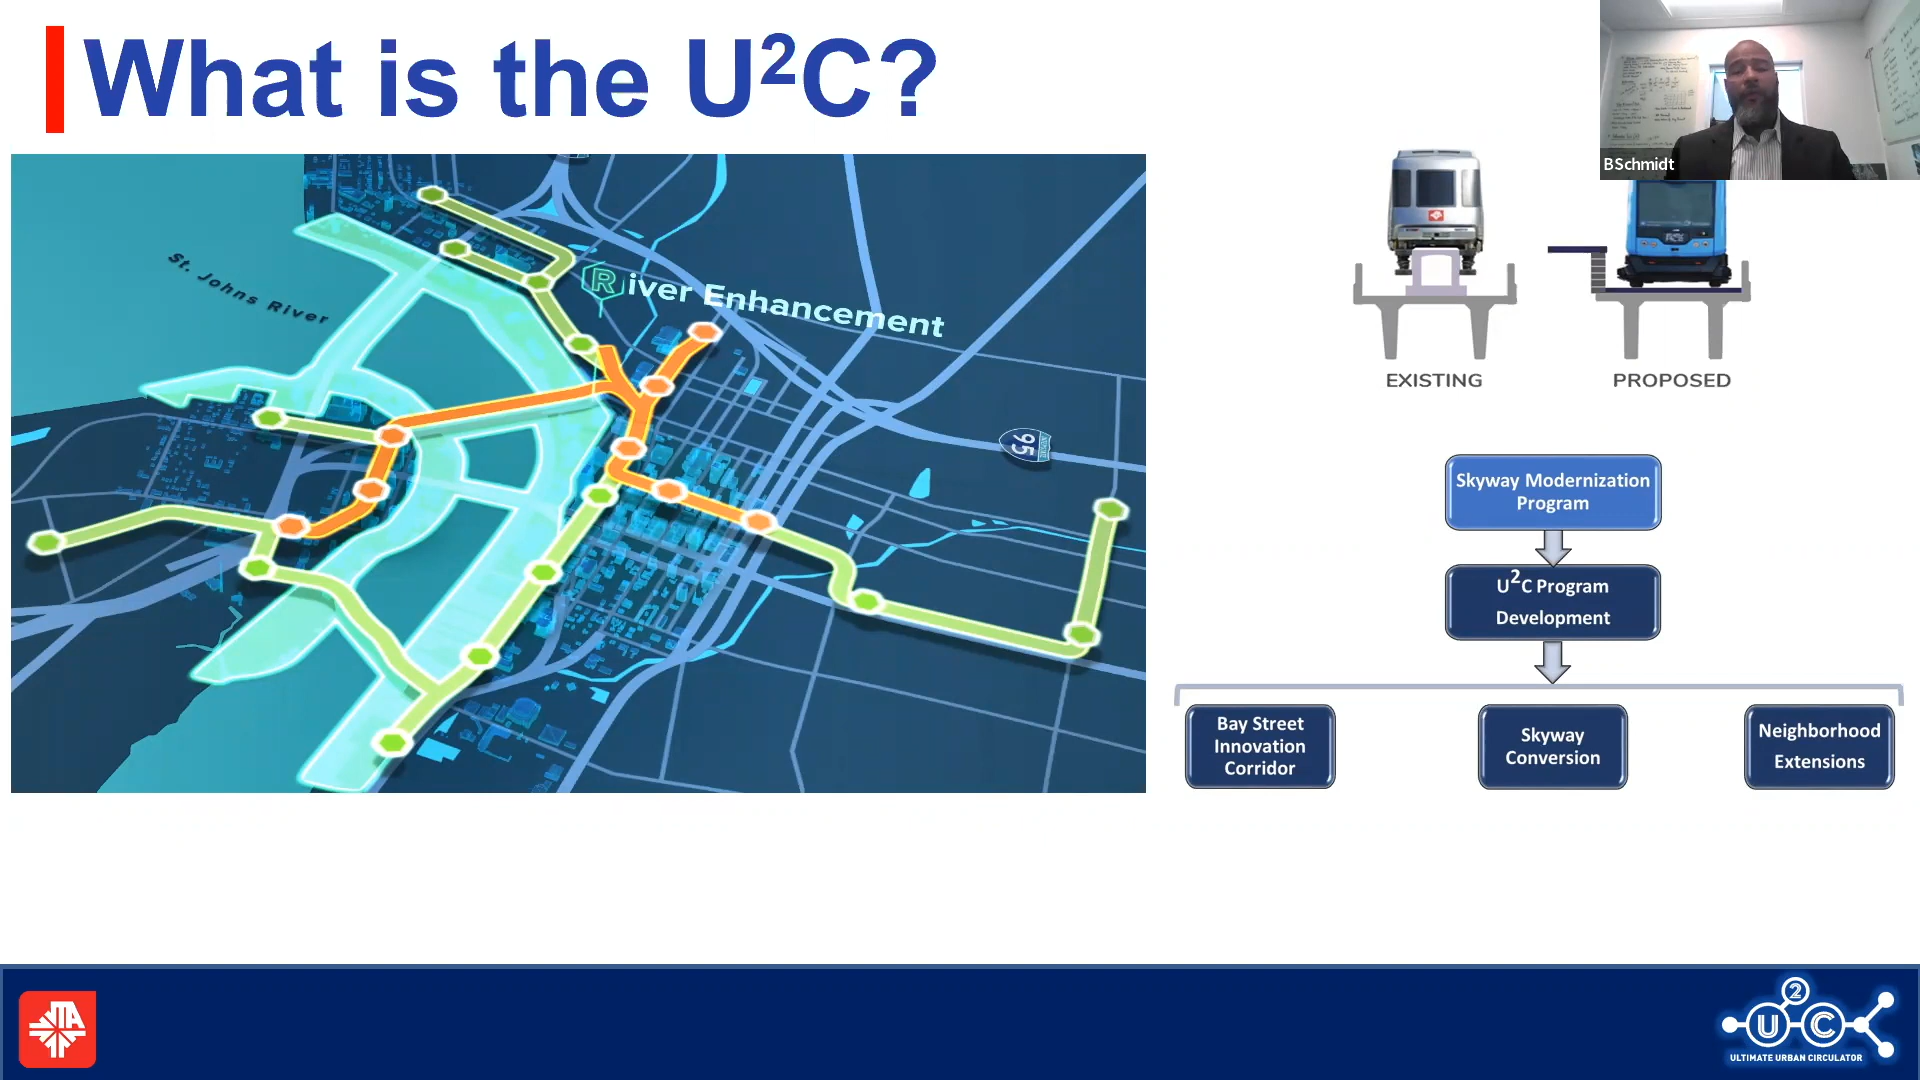 What is the U²C?
BSchmidt
St. Johns River
River Enhancement
95
EXISTING
PROPOSED
Skyway Modernization
Program
U²C Program
Development
Bay Street
Innovation
Corridor
Skyway
Conversion
Neighborhood
Extensions
JTA
U²C
ULTIMATE URBAN CIRCULATOR